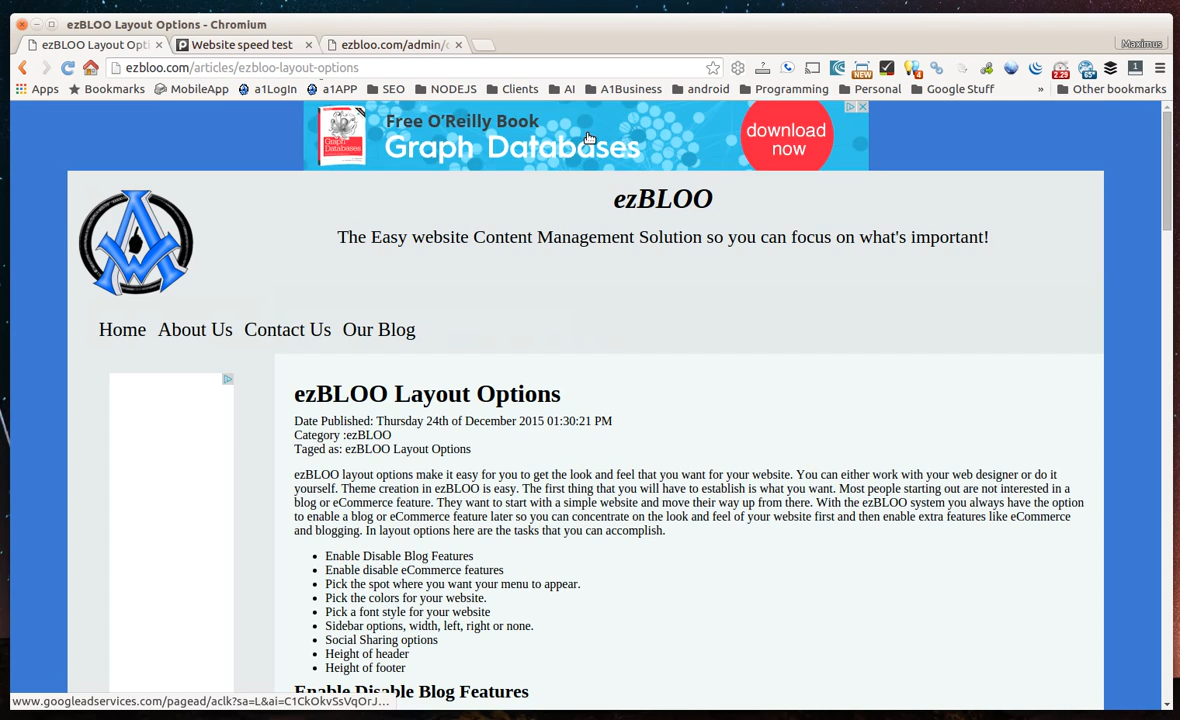 ezBLOO Layout Options - Chromium
ezBLOO Layout Opti
Website speed test
ezbloo.com/admin/
Maximus
ezbloo.com/articles/ezbloo-layout-options
NEW
4
2.29
65°
1
Apps
Bookmarks
MobileApp
a1LogIn
a1APP
SEO
NODEJS
Clients
AI
A1Business
android
Programming
Personal
Google Stuff
»
Other bookmarks
Free O'Reilly Book
Graph Databases
download
now
ezBLOO
The Easy website Content Management Solution so you can focus on what's important!
Home About Us Contact Us Our Blog
ezBLOO Layout Options
Date Published: Thursday 24th of December 2015 01:30:21 PM
Category :ezBLOO
Taged as: ezBLOO Layout Options
ezBLOO layout options make it easy for you to get the look and feel that you want for your website. You can either work with your web designer or do it
yourself. Theme creation in ezBLOO is easy. The first thing that you will have to establish is what you want. Most people starting out are not interested in a
blog or eCommerce feature. They want to start with a simple website and move their way up from there. With the ezBLOO system you always have the option
to enable a blog or eCommerce feature later so you can concentrate on the look and feel of your website first and then enable extra features like eCommerce
and blogging. In layout options here are the tasks that you can accomplish.
• Enable Disable Blog Features
• Enable disable eCommerce features
• Pick the spot where you want your menu to appear.
• Pick the colors for your website.
• Pick a font style for your website
• Sidebar options, width, left, right or none.
• Social Sharing options
• Height of header
• Height of footer
Enable Disable Blog Features
www.googleadservices.com/pagead/aclk?sa=L&ai=C1CkOkvSsVqOrJ...